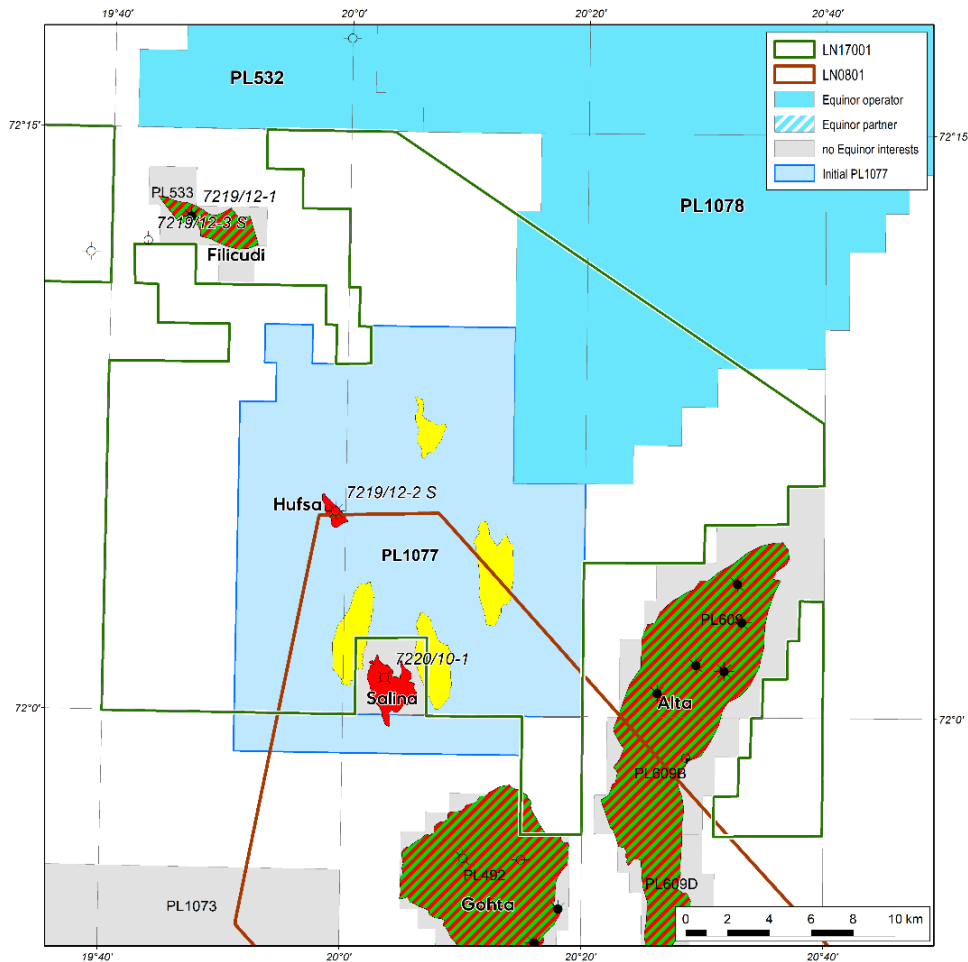 19°40'
20°0'
20°20'
20°40'
LN17001
LN0801
Equinor operator
Equinor partner
no Equinor interests
Initial PL1077
PL532
72°15'
72°15'
PL533
7219/12-1
7219/12-3 S
Filicudi
PL1078
Hufsa
7219/12-2 S
PL1077
PL609
7220/10-1
Salina
Alta
72°0'
72°0'
PL609B
PL492
PL609D
Gohta
PL1073
0 2 4 6 8 10 km
19°40'
20°0'
20°20'
20°40'